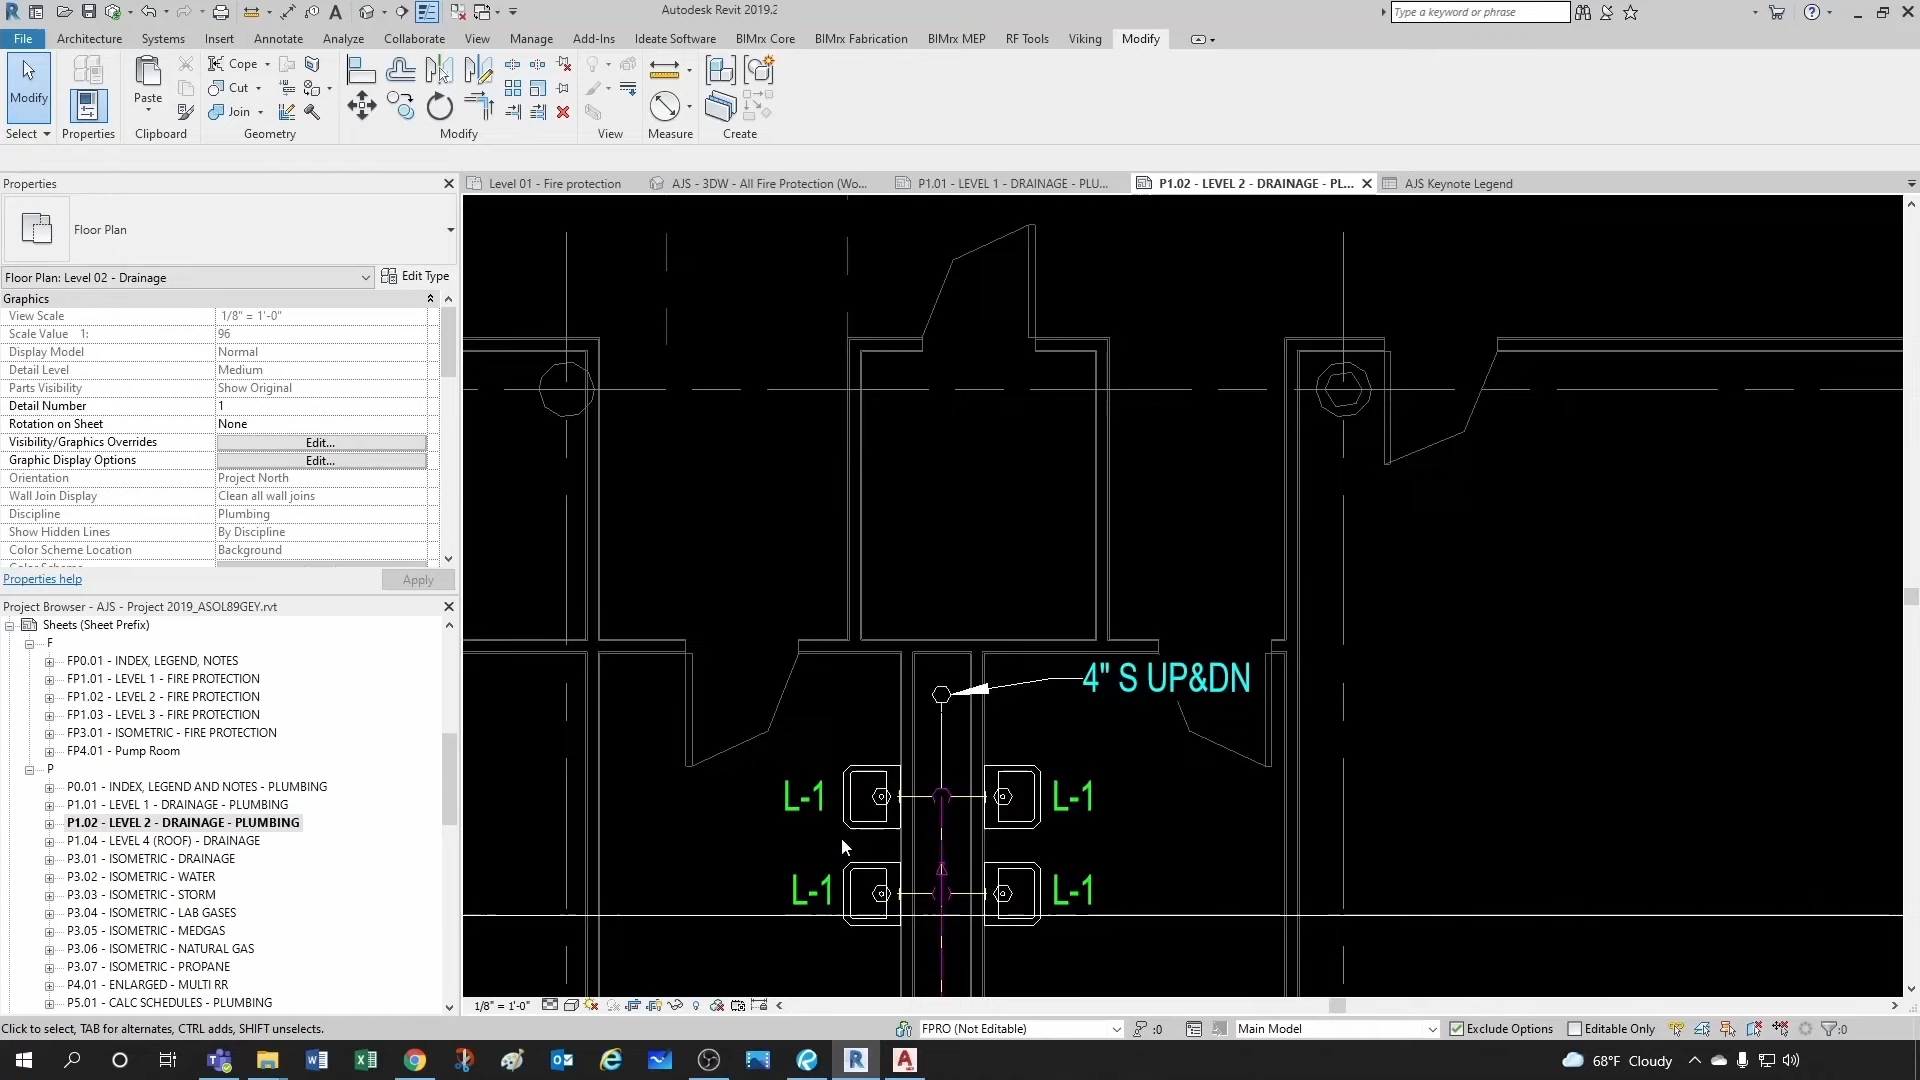 Autodesk Revit 2019.2
Type a keyword or phrase
File
Architecture
Systems
Insert
Annotate
Analyze
Collaborate
View
Manage
Add-Ins
Ideate Software
BIMrx Core
BIMrx Fabrication
BIMrx MEP
RF Tools
Viking
Modify
Modify
Paste
Cope
Cut
Join
Select
Properties
Clipboard
Geometry
Modify
View
Measure
Create
Properties
Level 01 - Fire protection
AJS - 3DW - All Fire Protection (Wo...
P1.01 - LEVEL 1 - DRAINAGE - PLU...
P1.02 - LEVEL 2 - DRAINAGE - PL...
AJS Keynote Legend
Floor Plan
Floor Plan: Level 02 - Drainage
Edit Type
Graphics
View Scale 1/8" = 1'-0"
Scale Value 1: 96
Display Model Normal
Detail Level Medium
Parts Visibility Show Original
Detail Number 1
Rotation on Sheet None
Visibility/Graphics Overrides Edit...
Graphic Display Options Edit...
Orientation Project North
Wall Join Display Clean all wall joins
Discipline Plumbing
Show Hidden Lines By Discipline
Color Scheme Location Background
Color Scheme
Properties help
Apply
Project Browser - AJS - Project 2019_ASOL89GEY.rvt
Sheets (Sheet Prefix)
F
FP0.01 - INDEX, LEGEND, NOTES
FP1.01 - LEVEL 1 - FIRE PROTECTION
FP1.02 - LEVEL 2 - FIRE PROTECTION
FP1.03 - LEVEL 3 - FIRE PROTECTION
FP3.01 - ISOMETRIC - FIRE PROTECTION
FP4.01 - Pump Room
P
P0.01 - INDEX, LEGEND AND NOTES - PLUMBING
P1.01 - LEVEL 1 - DRAINAGE - PLUMBING
P1.02 - LEVEL 2 - DRAINAGE - PLUMBING
P1.04 - LEVEL 4 (ROOF) - DRAINAGE
P3.01 - ISOMETRIC - DRAINAGE
P3.02 - ISOMETRIC - WATER
P3.03 - ISOMETRIC - STORM
P3.04 - ISOMETRIC - LAB GASES
P3.05 - ISOMETRIC - MEDGAS
P3.06 - ISOMETRIC - NATURAL GAS
P3.07 - ISOMETRIC - PROPANE
P4.01 - ENLARGED - MULTI RR
P5.01 - CALC SCHEDULES - PLUMBING
4" S UP&DN
L-1
L-1
L-1
L-1
1/8" = 1'-0"
Click to select, TAB for alternates, CTRL adds, SHIFT unselects.
FPRO (Not Editable)
:0
Main Model
Exclude Options
Editable Only
:0
68°F Cloudy